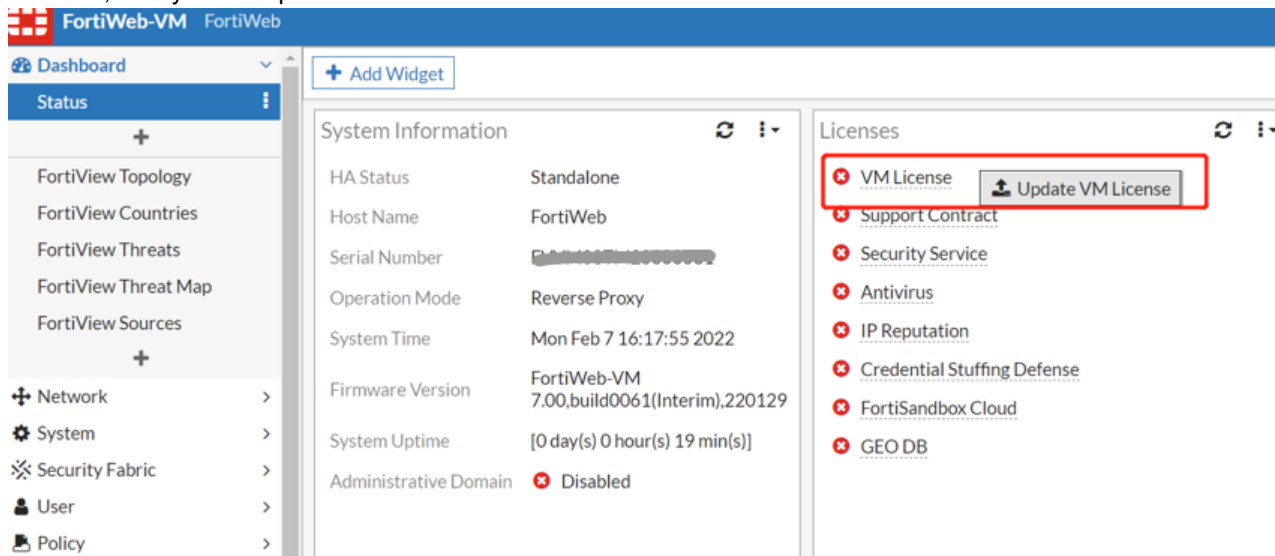 FortiWeb-VM FortiWeb
Dashboard
Status
FortiView Topology
FortiView Countries
FortiView Threats
FortiView Threat Map
FortiView Sources
Network
System
Security Fabric
User
Policy
+ Add Widget
System Information
HA Status Standalone
Host Name FortiWeb
Serial Number
Operation Mode Reverse Proxy
System Time Mon Feb 7 16:17:55 2022
Firmware Version FortiWeb-VM
7.00,build0061(Interim),220129
System Uptime [0 day(s) 0 hour(s) 19 min(s)]
Administrative Domain Disabled
Licenses
VM License Update VM License
Support Contract
Security Service
Antivirus
IP Reputation
Credential Stuffing Defense
FortiSandbox Cloud
GEO DB